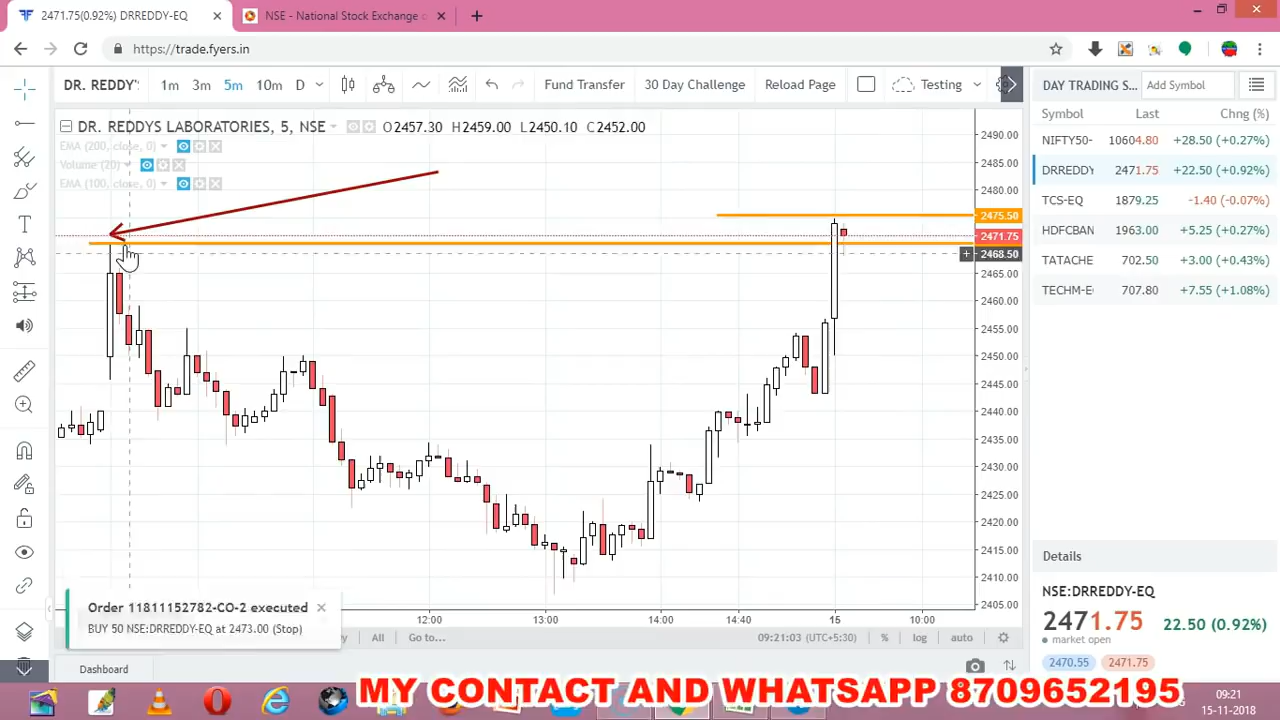 2471.75(0.92%) DRREDDY-EQ
NSE - National Stock Exchange o
https://trade.fyers.in
DR. REDDY'
1m 3m 5m 10m D
Fund Transfer
30 Day Challenge
Reload Page
Testing
DAY TRADING S...
Add Symbol
DR. REDDYS LABORATORIES, 5, NSE
O2457.30 H2459.00 L2450.10 C2452.00
EMA (200, close, 0)
Volume (20)
EMA (100, close, 0)
2490.00
2485.00
2480.00
2475.50
2471.75
2468.50
2465.00
2460.00
2455.00
2450.00
2445.00
2440.00
2435.00
2430.00
2425.00
2420.00
2415.00
2410.00
2405.00
Symbol Last Chng (%)
NIFTY50- 10604.80 +28.50 (+0.27%)
DRREDDY 2471.75 +22.50 (+0.92%)
TCS-EQ 1879.25 -1.40 (-0.07%)
HDFCBAN 1963.00 +5.25 (+0.27%)
TATACHE 702.50 +3.00 (+0.43%)
TECHM-E 707.80 +7.55 (+1.08%)
Details
NSE:DRREDDY-EQ
2471.75 22.50 (0.92%)
market open
2470.55 2471.75
12:00 13:00 14:00 14:40 15 10:00
Order 11811152782-CO-2 executed
BUY 50 NSE:DRREDDY-EQ at 2473.00 (Stop)
All Go to...
09:21:03 (UTC+5:30) % log auto
Dashboard
MY CONTACT AND WHATSAPP 8709652195
09:21
15-11-2018